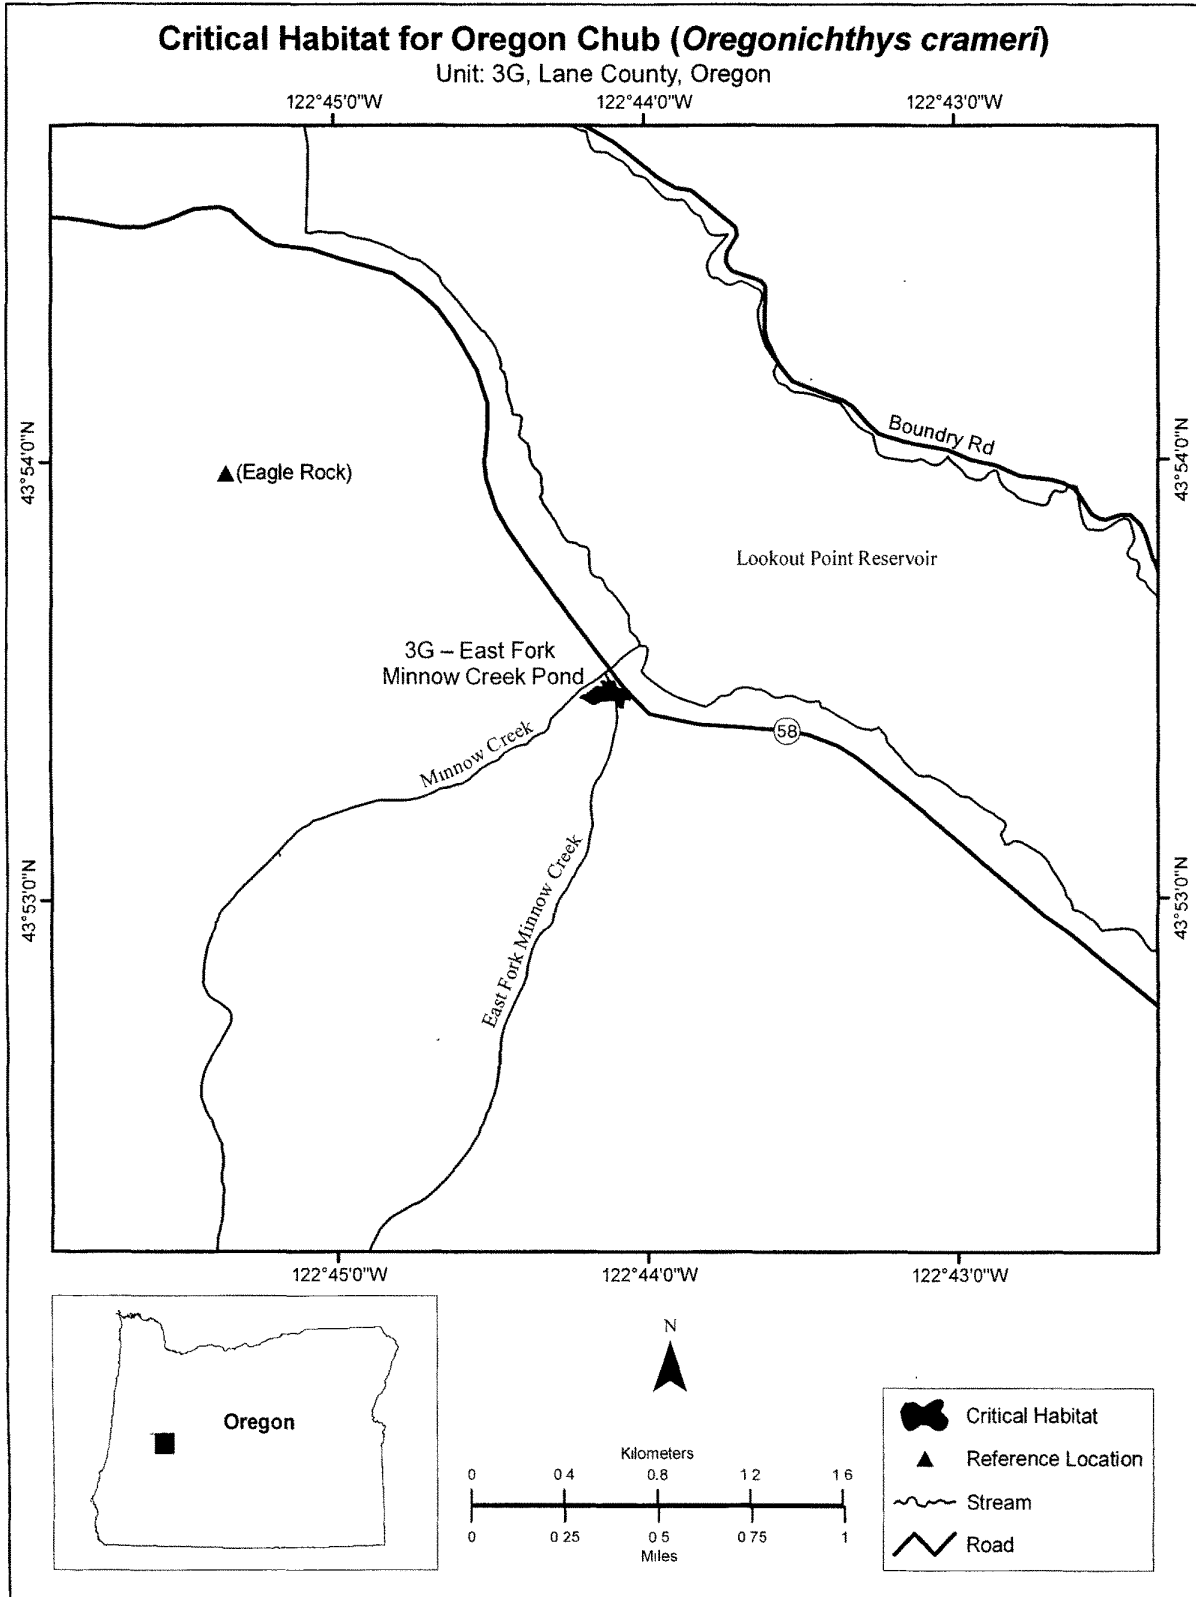 Critical Habitat for Oregon Chub (Oregonichthys crameri)
Unit: 3G, Lane County, Oregon
122°45'0"W 122°44'0"W 122°43'0"W
43°54'0"N
43°54'0"N
Boundry Rd
(Eagle Rock)
Lookout Point Reservoir
3G – East Fork
Minnow Creek Pond
58
Minnow Creek
East Fork Minnow Creek
43°53'0"N
43°53'0"N
122°45'0"W 122°44'0"W 122°43'0"W
Oregon
N
Kilometers
0 0 4 0.8 1 2 1 6
0 0 25 0 5 0 75 1
Miles
Critical Habitat
Reference Location
Stream
Road